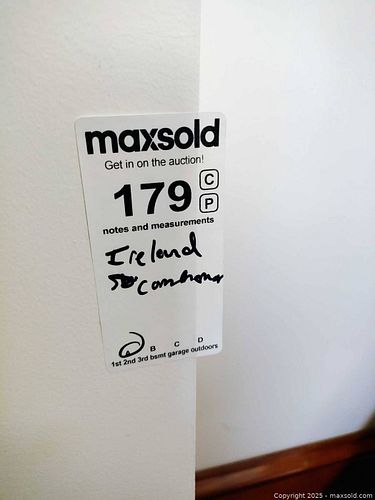 maxsold
Get in on the auction!
179 C
P
notes and measurements
Ireland
B C D
1st 2nd 3rd bsmt garage outdoors
Copyright 2025 - maxsold.com